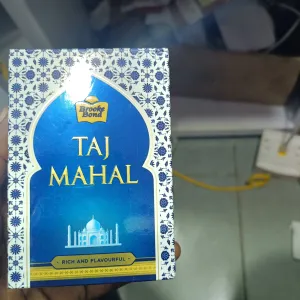 Brooke
Bond
TAJ
MAHAL
RICH AND FLAVOURFUL